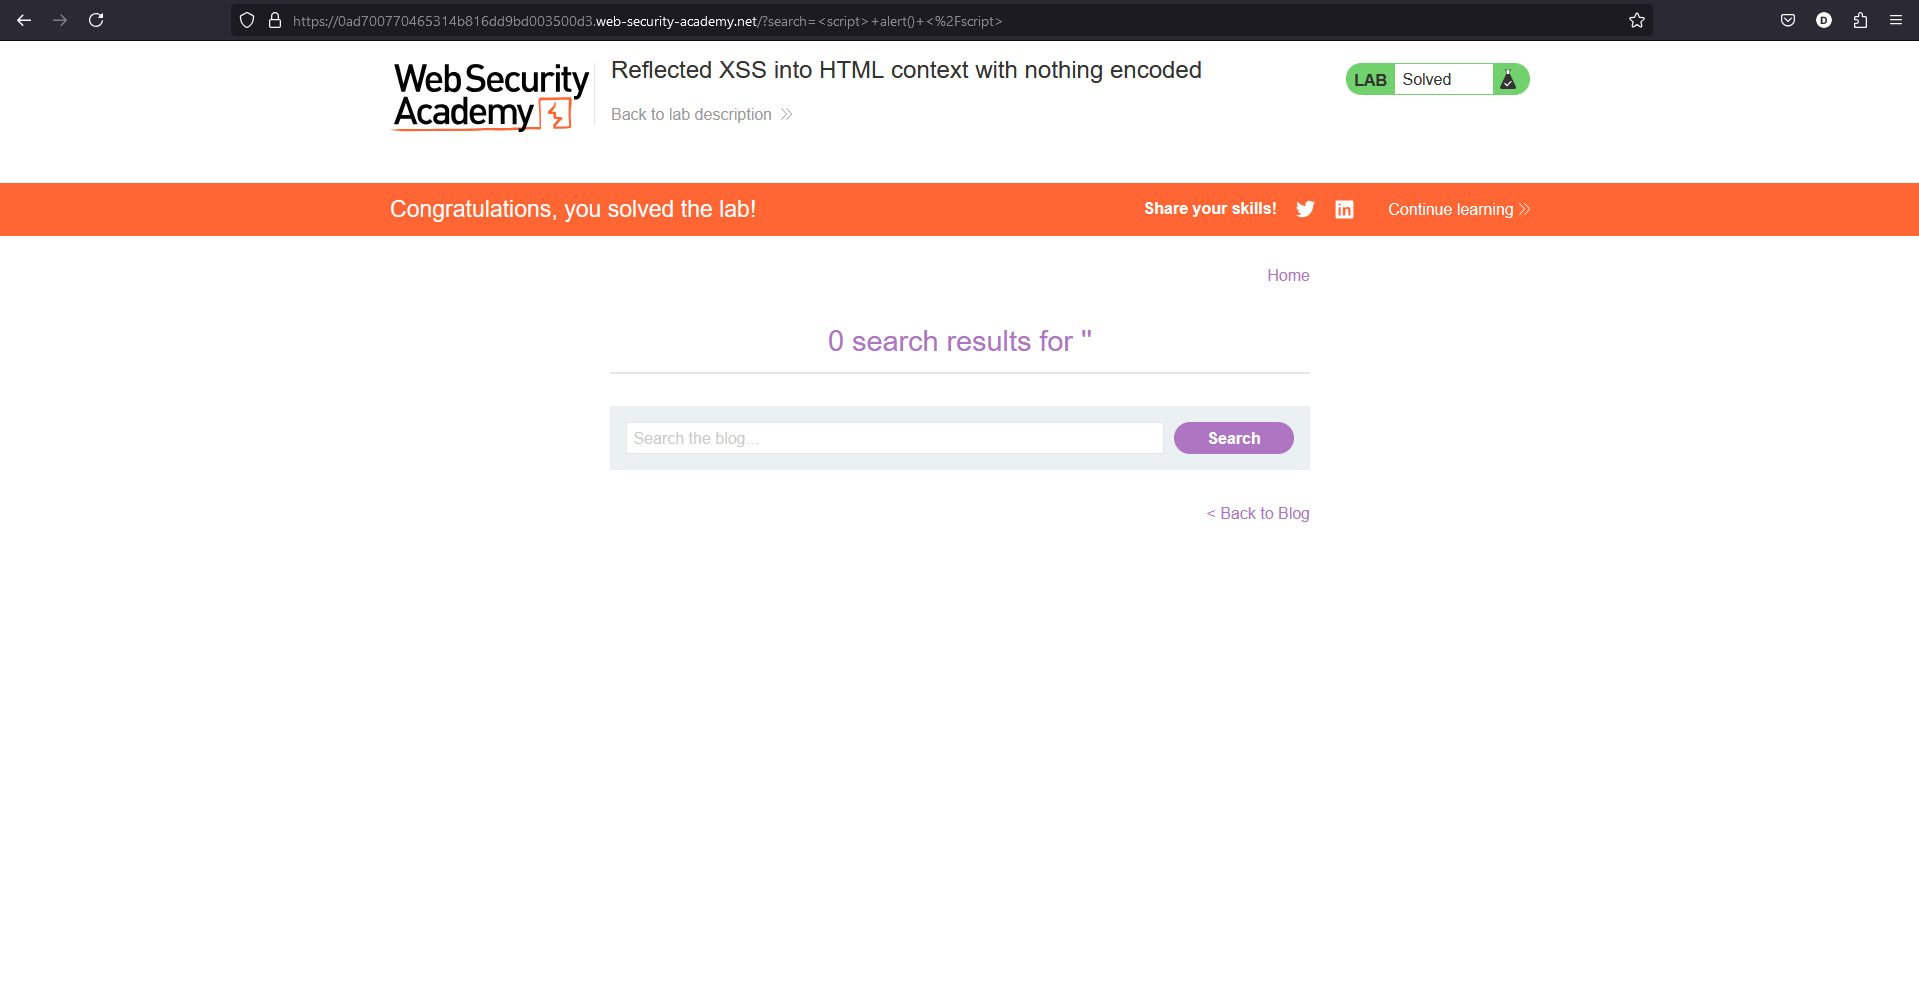 https://0ad700770465314b816dd9bd003500d3.web-security-academy.net/?search=<script>+alert()+<%2Fscript>
D
Web Security
Academy
Reflected XSS into HTML context with nothing encoded
Back to lab description
LAB Solved
Congratulations, you solved the lab!
Share your skills!
in
Continue learning
Home
0 search results for ''
Search the blog...
Search
< Back to Blog